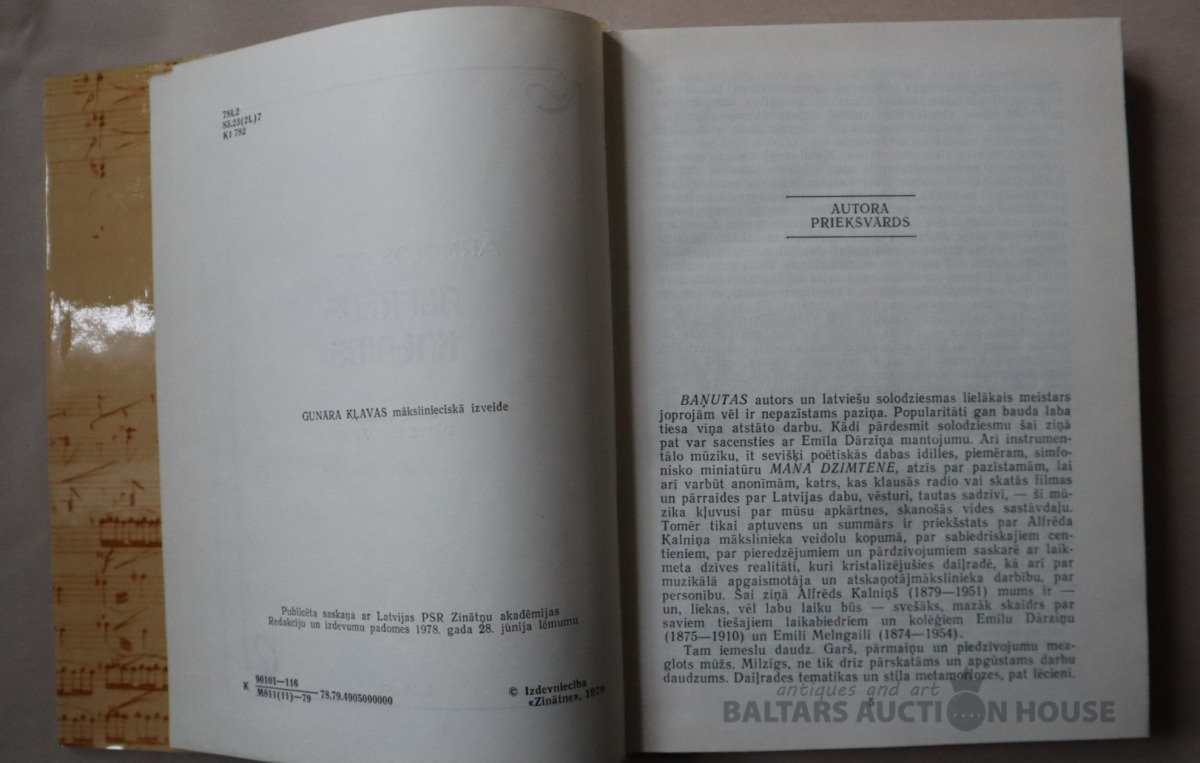 78L2
85.23(2L)7
Kl 782
GUNĀRA KĻAVAS mākslinieciskā izveide
Publicēta saskaņā ar Latvijas PSR Zinātņu akadēmijas
Redakciju un izdevumu padomes 1978. gada 28. jūnija lēmumu
K 90101—116
M811(11)—79 78.79.4905000000
© Izdevniecība
«Zinātne», 1979
AUTORA
PRIEKŠVĀRDS
BAŅUTAS autors un latviešu solodziesmas lielākais meistars
joprojām vēl ir nepazīstams paziņa. Popularitāti gan bauda laba
tiesa viņa atstāto darbu. Kādi pārdesmit solodziesmu šai ziņā
pat var sacensties ar Emīla Dārziņa mantojumu. Arī instrumen-
tālo mūziku, it sevišķi poētiskās dabas idilles, piemēram, simfo-
nisko miniatūru MANA DZIMTENE, atzīs par pazīstamām, lai
arī varbūt anonīmām, katrs, kas klausās radio vai skatās filmas
un pārraides par Latvijas dabu, vēsturi, tautas sadzīvi, — šī mū-
zika kļuvusi par mūsu apkārtnes, skanošās vides sastāvdaļu.
Tomēr tikai aptuvens un summārs ir priekšstats par Alfrēda
Kalniņa mākslinieka veidolu kopumā, par sabiedriskajiem cen-
tieniem, par pieredzējumiem un pārdzīvojumiem saskarē ar laik-
meta dzīves realitāti, kuri kristalizējušies daiļradē, kā arī par
muzikālā apgaismotāja un atskaņotājmākslinieka darbību, par
personību. Šai ziņā Alfrēds Kalniņš (1879—1951) mums ir —
un, liekas, vēl labu laiku būs — svešāks, mazāk skaidrs par
saviem tiešajiem laikabiedriem un kolēģiem Emīlu Dārziņu
(1875—1910) un Emīli Melngaili (1874—1954).
Tam iemeslu daudz. Garš, pārmaiņu un piedzīvojumu mez-
glots mūžs. Milzīgs, ne tik drīz pārskatāms un apgūstams darbu
daudzums. Daiļrades tematikas un stila metamorfozes, pat lēcieni.
antiques and art
BALTARS AUCTION HOUSE